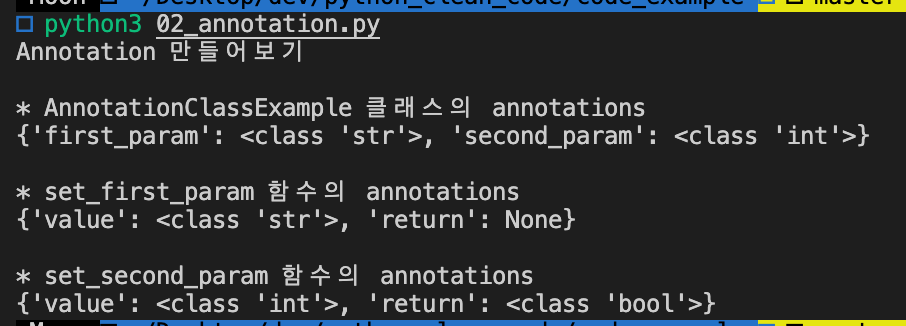 python3 02_annotation.py
Annotation 만들어보기
* AnnotationClassExample 클래스의 annotations
{'first_param': <class 'str'>, 'second_param': <class 'int'>}
* set_first_param 함수의 annotations
{'value': <class 'str'>, 'return': None}
* set_second_param 함수의 annotations
{'value': <class 'int'>, 'return': <class 'bool'>}